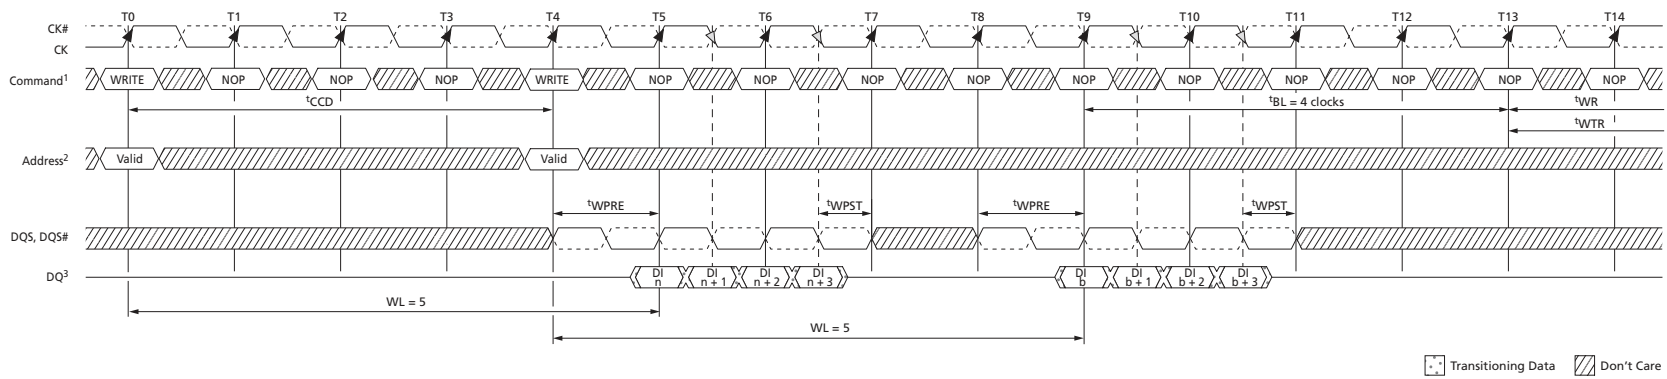 T0 T1 T2 T3 T4 T5 T6 T7 T8 T9 T10 T11 T12 T13 T14
CK#
CK
Command1 WRITE NOP NOP NOP WRITE NOP NOP NOP NOP NOP NOP NOP NOP NOP NOP
tCCD tBL = 4 clocks tWR
tWTR
Address2 Valid Valid
tWPRE tWPST tWPRE tWPST
DQS, DQS#
DQ3 DI n DI n + 1 DI n + 2 DI n + 3 DI b DI b + 1 DI b + 2 DI b + 3
WL = 5
WL = 5
Transitioning Data Don't Care